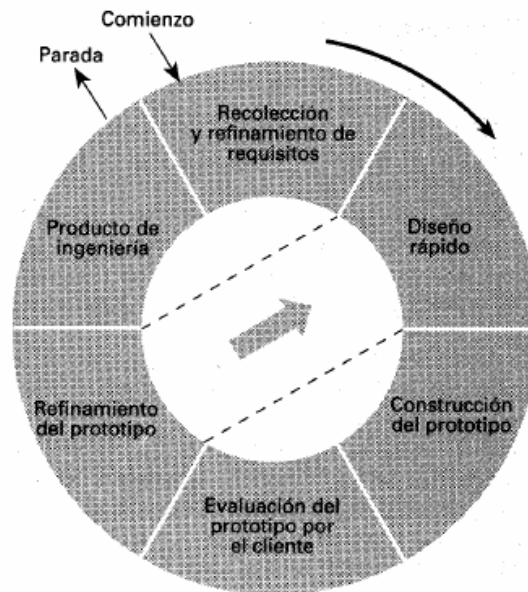 Comienzo
Parada
Recolección
y refinamiento de
requisitos
Diseño
rápido
Construcción
del prototipo
Evaluación del
prototipo por
el cliente
Refinamiento
del prototipo
Producto de
ingeniería